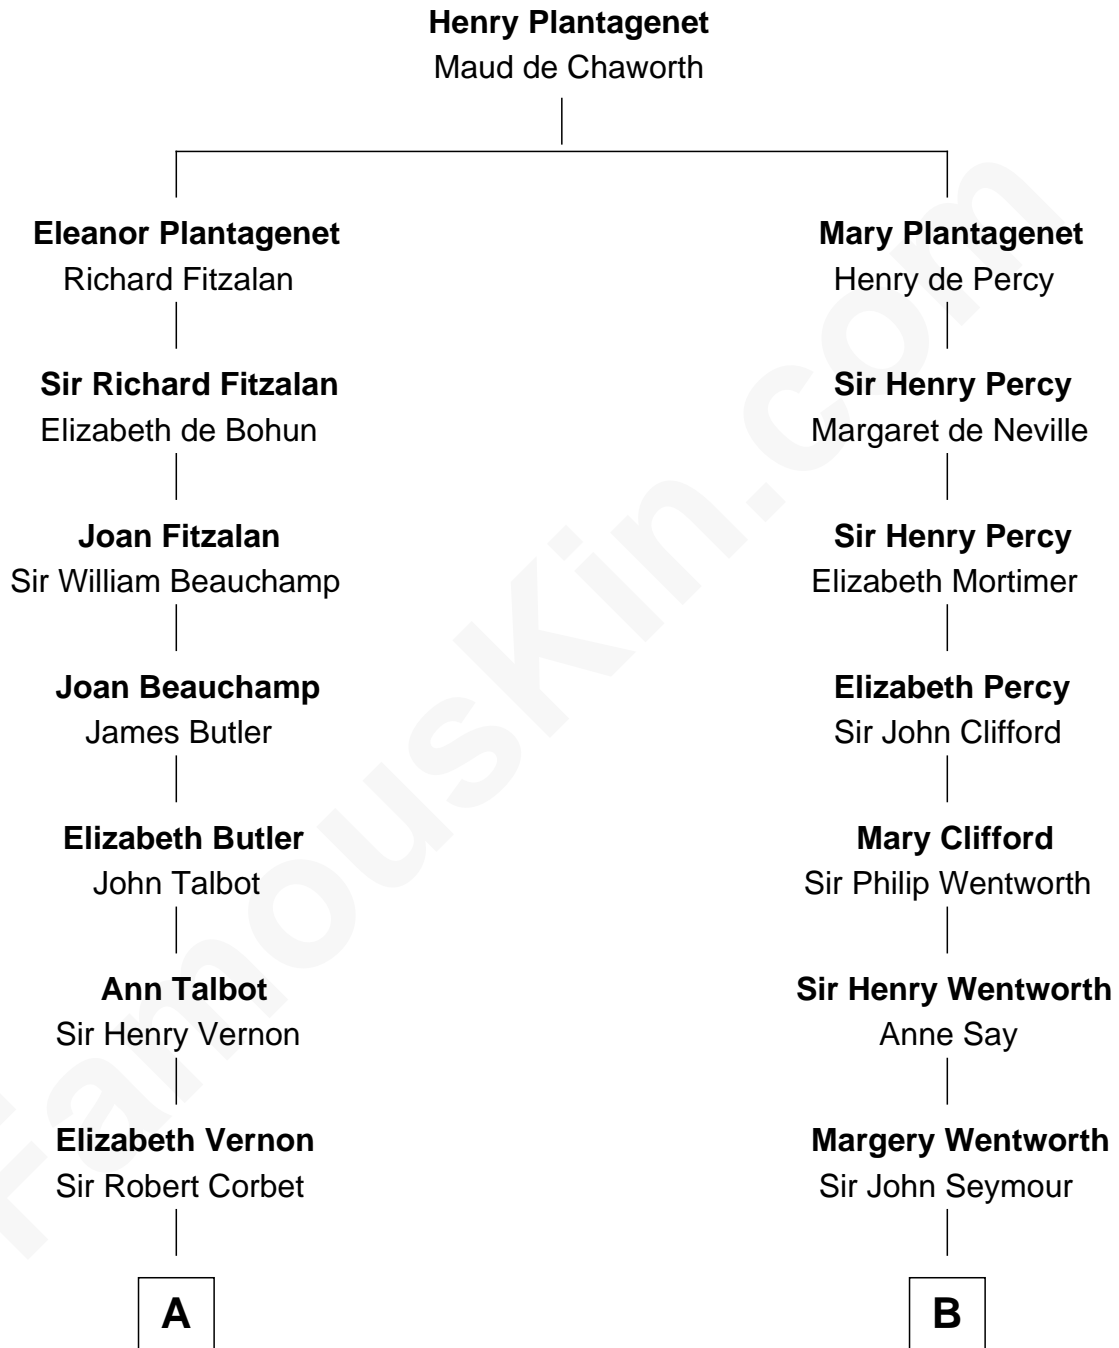 Henry Plantagenet
Maud de Chaworth
Eleanor Plantagenet
Richard Fitzalan
Mary Plantagenet
Henry de Percy
Sir Richard Fitzalan
Elizabeth de Bohun
Sir Henry Percy
Margaret de Neville
Joan Fitzalan
Sir William Beauchamp
Sir Henry Percy
Elizabeth Mortimer
Joan Beauchamp
James Butler
Elizabeth Percy
Sir John Clifford
Elizabeth Butler
John Talbot
Mary Clifford
Sir Philip Wentworth
Ann Talbot
Sir Henry Vernon
Sir Henry Wentworth
Anne Say
Elizabeth Vernon
Sir Robert Corbet
Margery Wentworth
Sir John Seymour
A
B
FamousKin.com